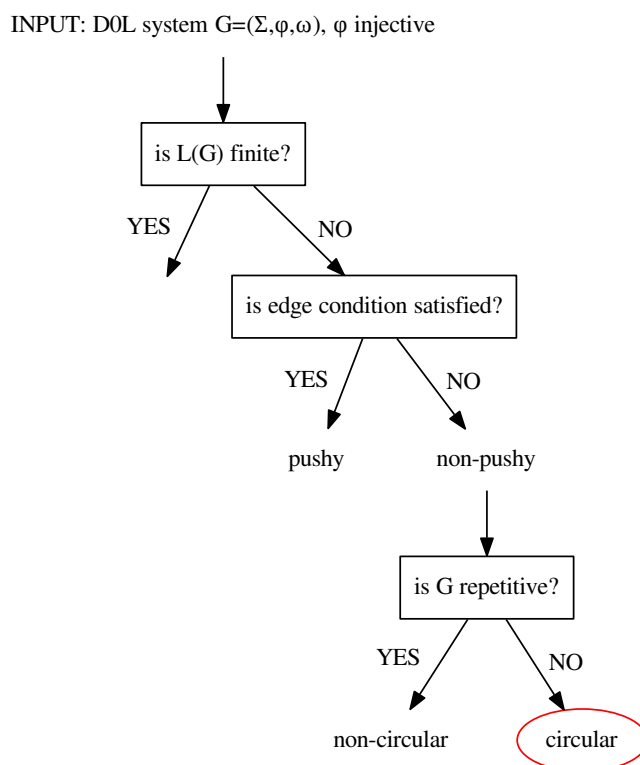 INPUT: D0L system G=(Σ,φ,ω), φ injective
is L(G) finite?
YES
NO
is edge condition satisfied?
YES
NO
pushy
non-pushy
is G repetitive?
YES
NO
non-circular
circular